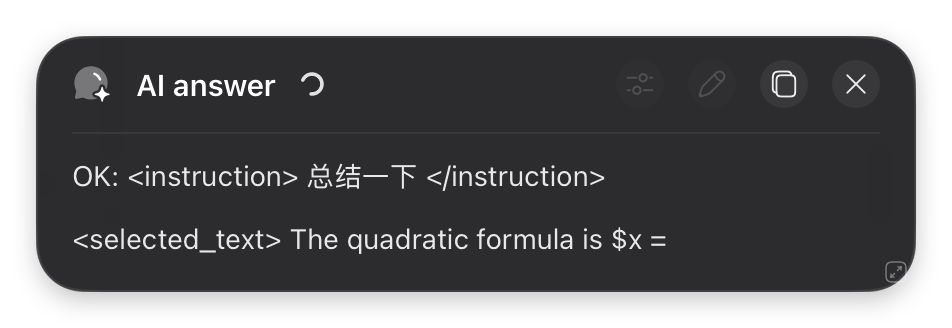 AI answer
OK: <instruction> 总结一下 </instruction>
<selected_text> The quadratic formula is $x =